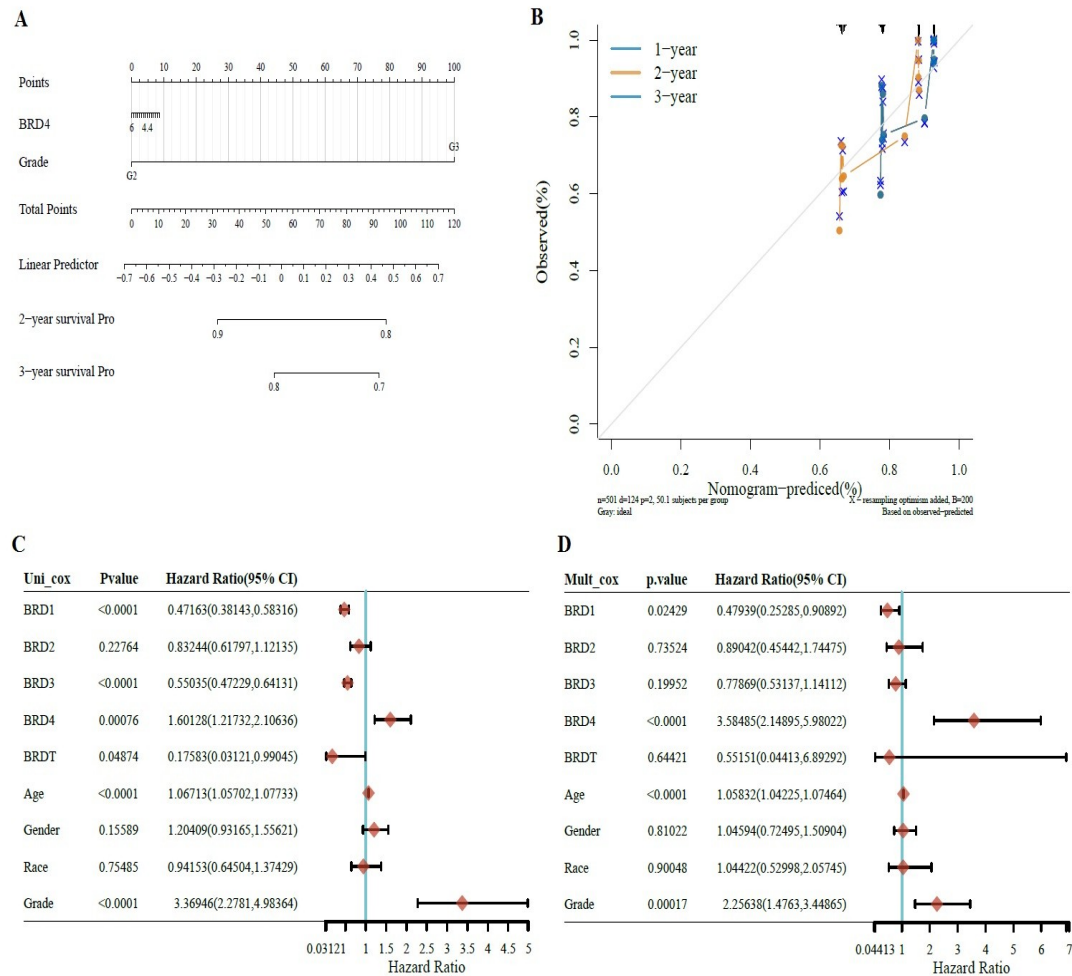 A
Points
0 10 20 30 40 50 60 70 80 90 100
BRD4
6 4.4
Grade
G3
G2
Total Points
0 10 20 30 40 50 60 70 80 90 100 110 120
Linear Predictor
−0.7 −0.6 −0.5 −0.4 −0.3 −0.2 −0.1 0 0.1 0.2 0.3 0.4 0.5 0.6 0.7
2−year survival Pro
0.9 0.8
3−year survival Pro
0.8 0.7
B
1−year
2−year
3−year
Observed(%)
1.0
0.8
0.6
0.4
0.2
0.0
0.0 0.2 0.4 0.6 0.8 1.0
Nomogram−prediced(%)
n=501 d=124 p=2, 50.1 subjects per group
Gray: ideal
X − resampling optimism added, B=200
Based on observed−predicted
C
Uni_cox Pvalue Hazard Ratio(95% CI)
BRD1 <0.0001 0.47163(0.38143,0.58316)
BRD2 0.22764 0.83244(0.61797,1.12135)
BRD3 <0.0001 0.55035(0.47229,0.64131)
BRD4 0.00076 1.60128(1.21732,2.10636)
BRDT 0.04874 0.17583(0.03121,0.99045)
Age <0.0001 1.06713(1.05702,1.07733)
Gender 0.15589 1.20409(0.93165,1.55621)
Race 0.75485 0.94153(0.64504,1.37429)
Grade <0.0001 3.36946(2.2781,4.98364)
0.03121 1 1.5 2 2.5 3 3.5 4 4.5 5
Hazard Ratio
D
Mult_cox p.value Hazard Ratio(95% CI)
BRD1 0.02429 0.47939(0.25285,0.90892)
BRD2 0.73524 0.89042(0.45442,1.74475)
BRD3 0.19952 0.77869(0.53137,1.14112)
BRD4 <0.0001 3.58485(2.14895,5.98022)
BRDT 0.64421 0.55151(0.04413,6.89292)
Age <0.0001 1.05832(1.04225,1.07464)
Gender 0.81022 1.04594(0.72495,1.50904)
Race 0.90048 1.04422(0.52998,2.05745)
Grade 0.00017 2.25638(1.4763,3.44865)
0.04413 1 2 3 4 5 6 7
Hazard Ratio